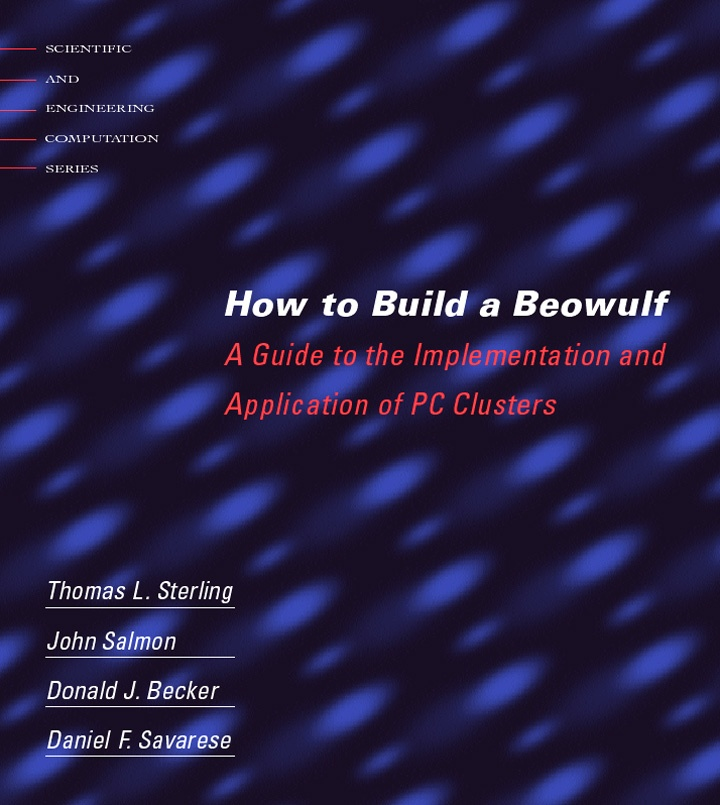 SCIENTIFIC
AND
ENGINEERING
COMPUTATION
SERIES
How to Build a Beowulf
A Guide to the Implementation and
Application of PC Clusters
Thomas L. Sterling
John Salmon
Donald J. Becker
Daniel F. Savarese